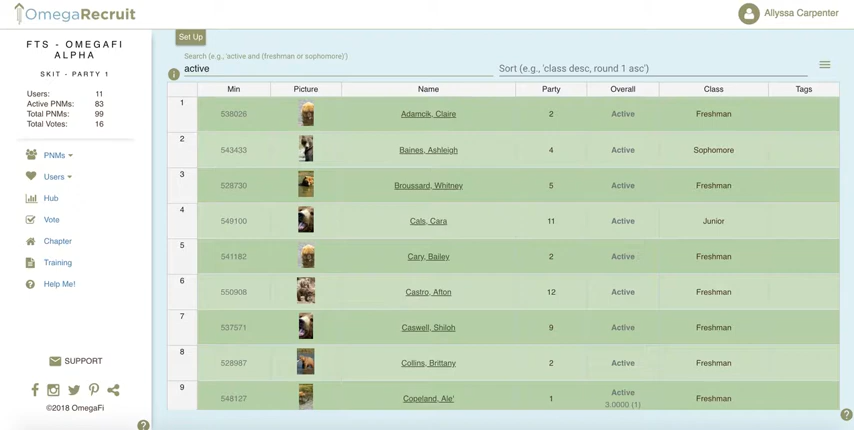 OmegaRecruit
Allyssa Carpenter
FTS - OMEGAFI
ALPHA
SKIT - PARTY 1
Users: 11
Active PNMs: 83
Total PNMs: 99
Total Votes: 16
PNMs
Users
Hub
Vote
Chapter
Training
Help Me!
SUPPORT
©2018 OmegaFi
?
Set Up
Search (e.g., 'active and (freshman or sophomore)')
active
Sort (e.g., 'class desc, round 1 asc')
Min Picture Name Party Overall Class Tags
1 538026 Adamcik, Claire 2 Active Freshman
2 543433 Baines, Ashleigh 4 Active Sophomore
3 528730 Broussard, Whitney 5 Active Freshman
4 549100 Cals, Cara 11 Active Junior
5 541182 Cary, Bailey 2 Active Freshman
6 550908 Castro, Afton 12 Active Freshman
7 537571 Caswell, Shiloh 9 Active Freshman
8 528987 Collins, Brittany 2 Active Freshman
9 548127 Copeland, Ale' 1 Active Freshman
3.0000 (1)
?